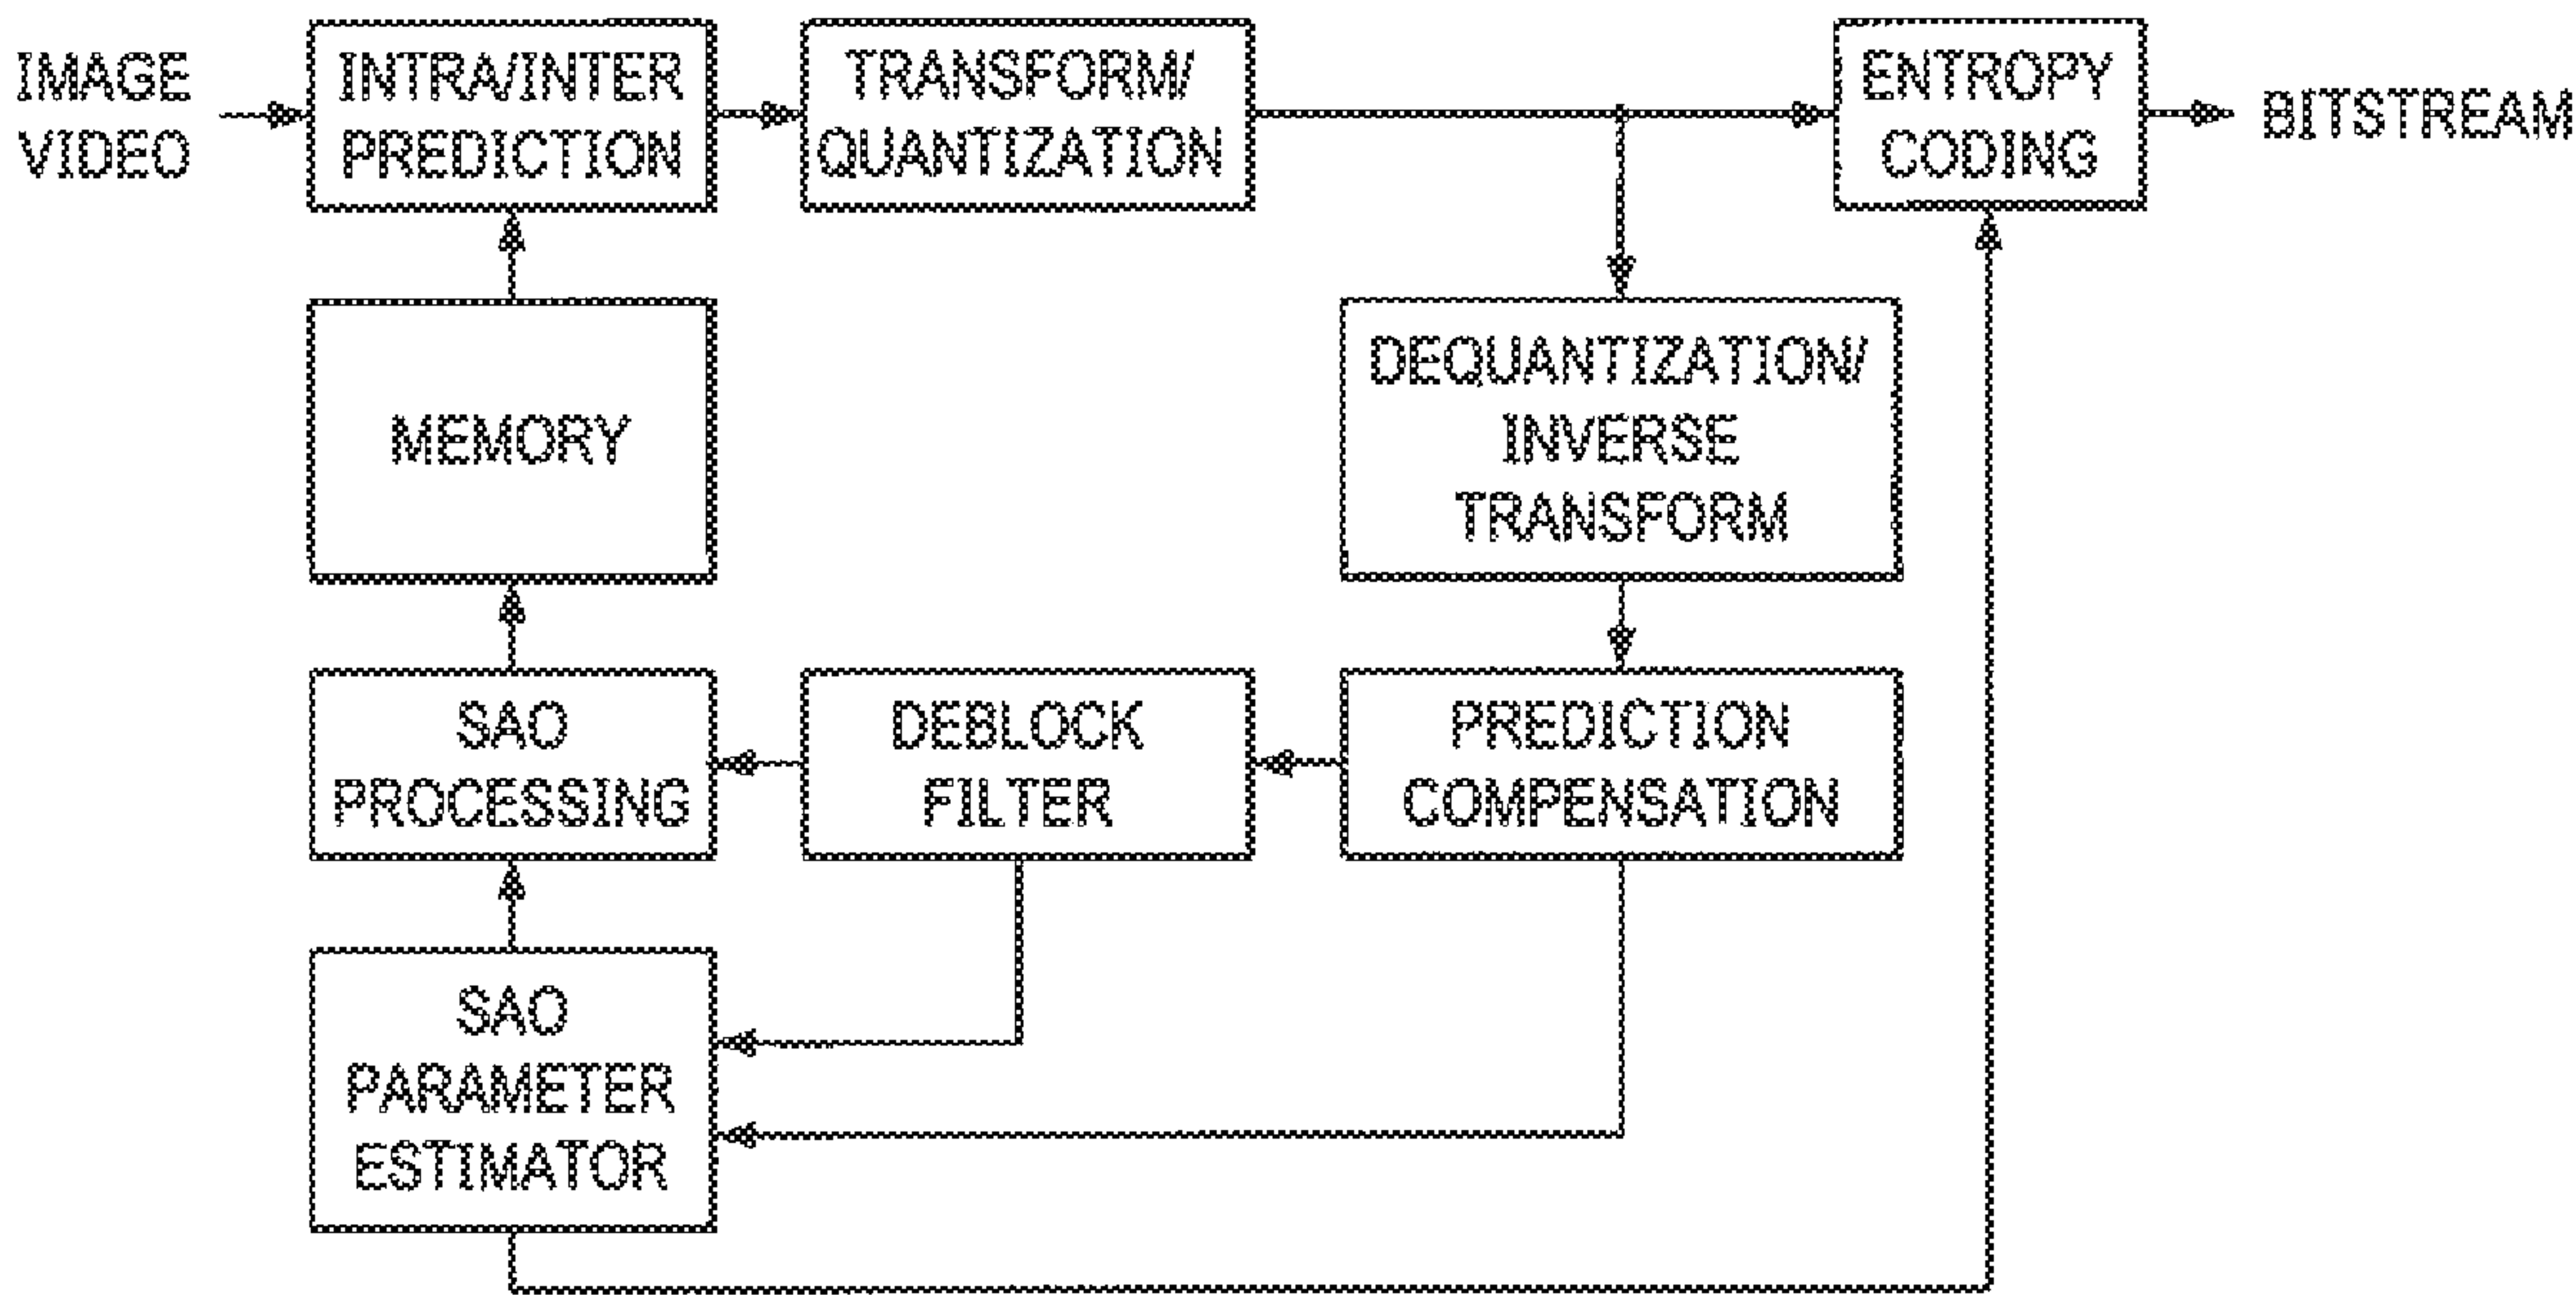 IMAGE
VIDEO
INTRA/INTER
PREDICTION
TRANSFORM/
QUANTIZATION
ENTROPY
CODING
BITSTREAM
MEMORY
DEQUANTIZATION/
INVERSE
TRANSFORM
SAO
PROCESSING
DEBLOCK
FILTER
PREDICTION
COMPENSATION
SAO
PARAMETER
ESTIMATOR